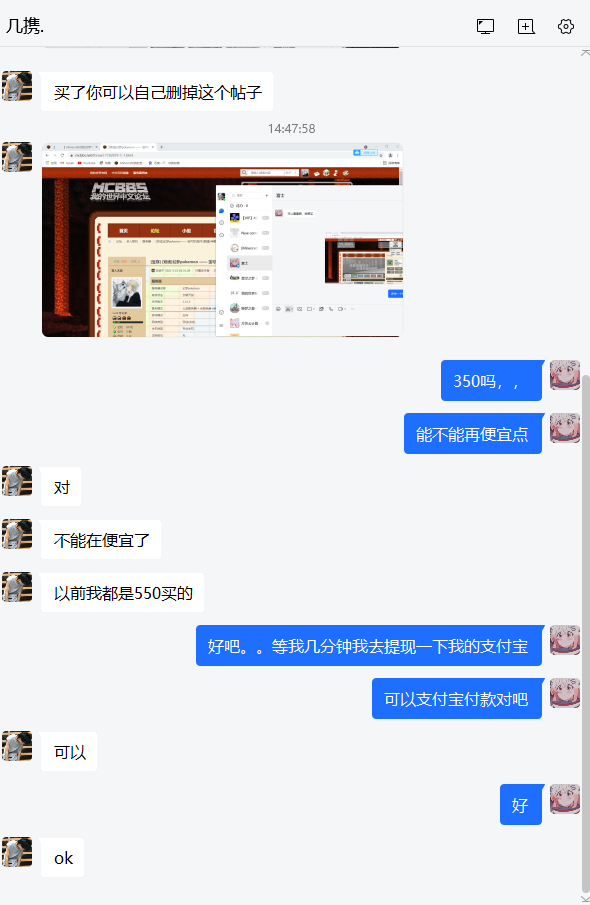 几携.
买了你可以自己删掉这个帖子
14:47:58
MCBBS
我的世界中文论坛
350吗，，
能不能再便宜点
对
不能在便宜了
以前我都是550买的
好吧。。等我几分钟我去提现一下我的支付宝
可以支付宝付款对吧
可以
好
ok